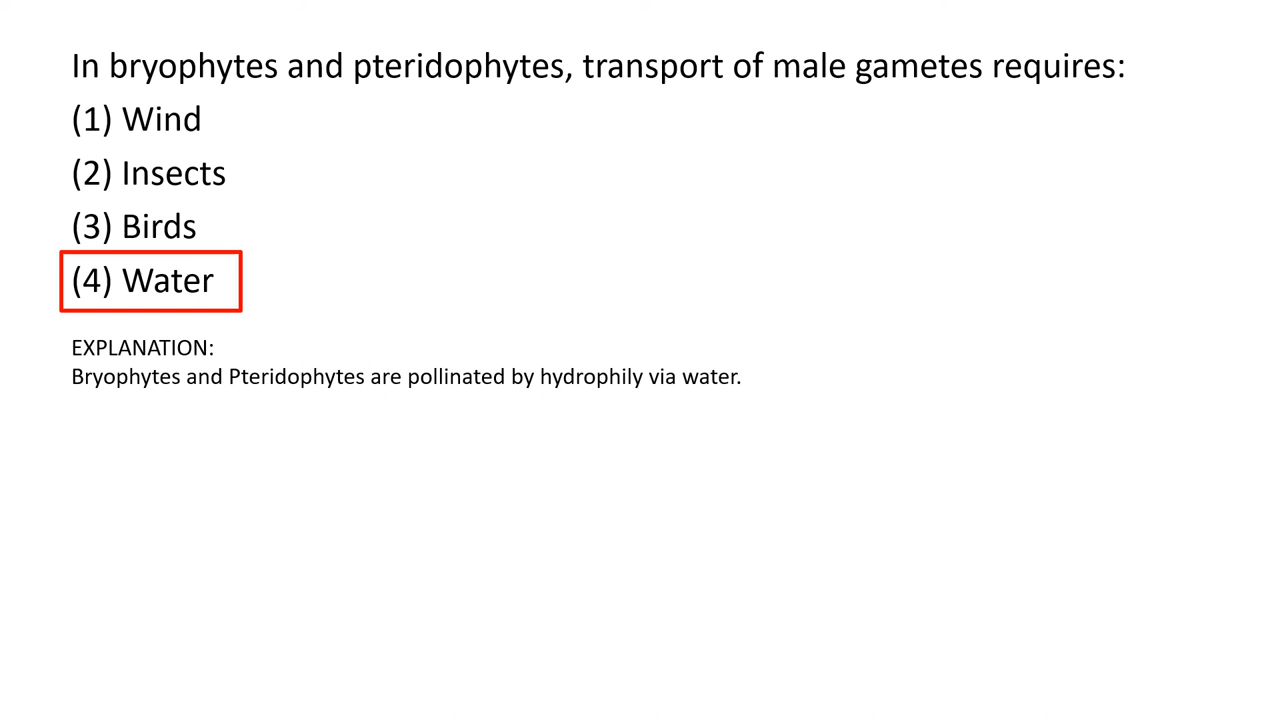 In bryophytes and pteridophytes, transport of male gametes requires:
(1) Wind
(2) Insects
(3) Birds
(4) Water
EXPLANATION:
Bryophytes and Pteridophytes are pollinated by hydrophily via water.